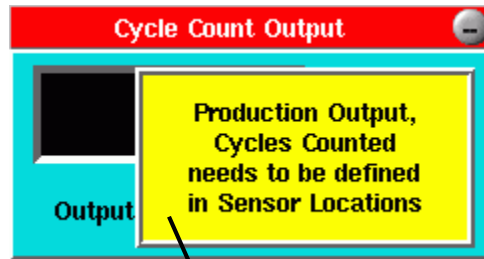 Cycle Count Output
Production Output,
Cycles Counted
needs to be defined
in Sensor Locations
Output